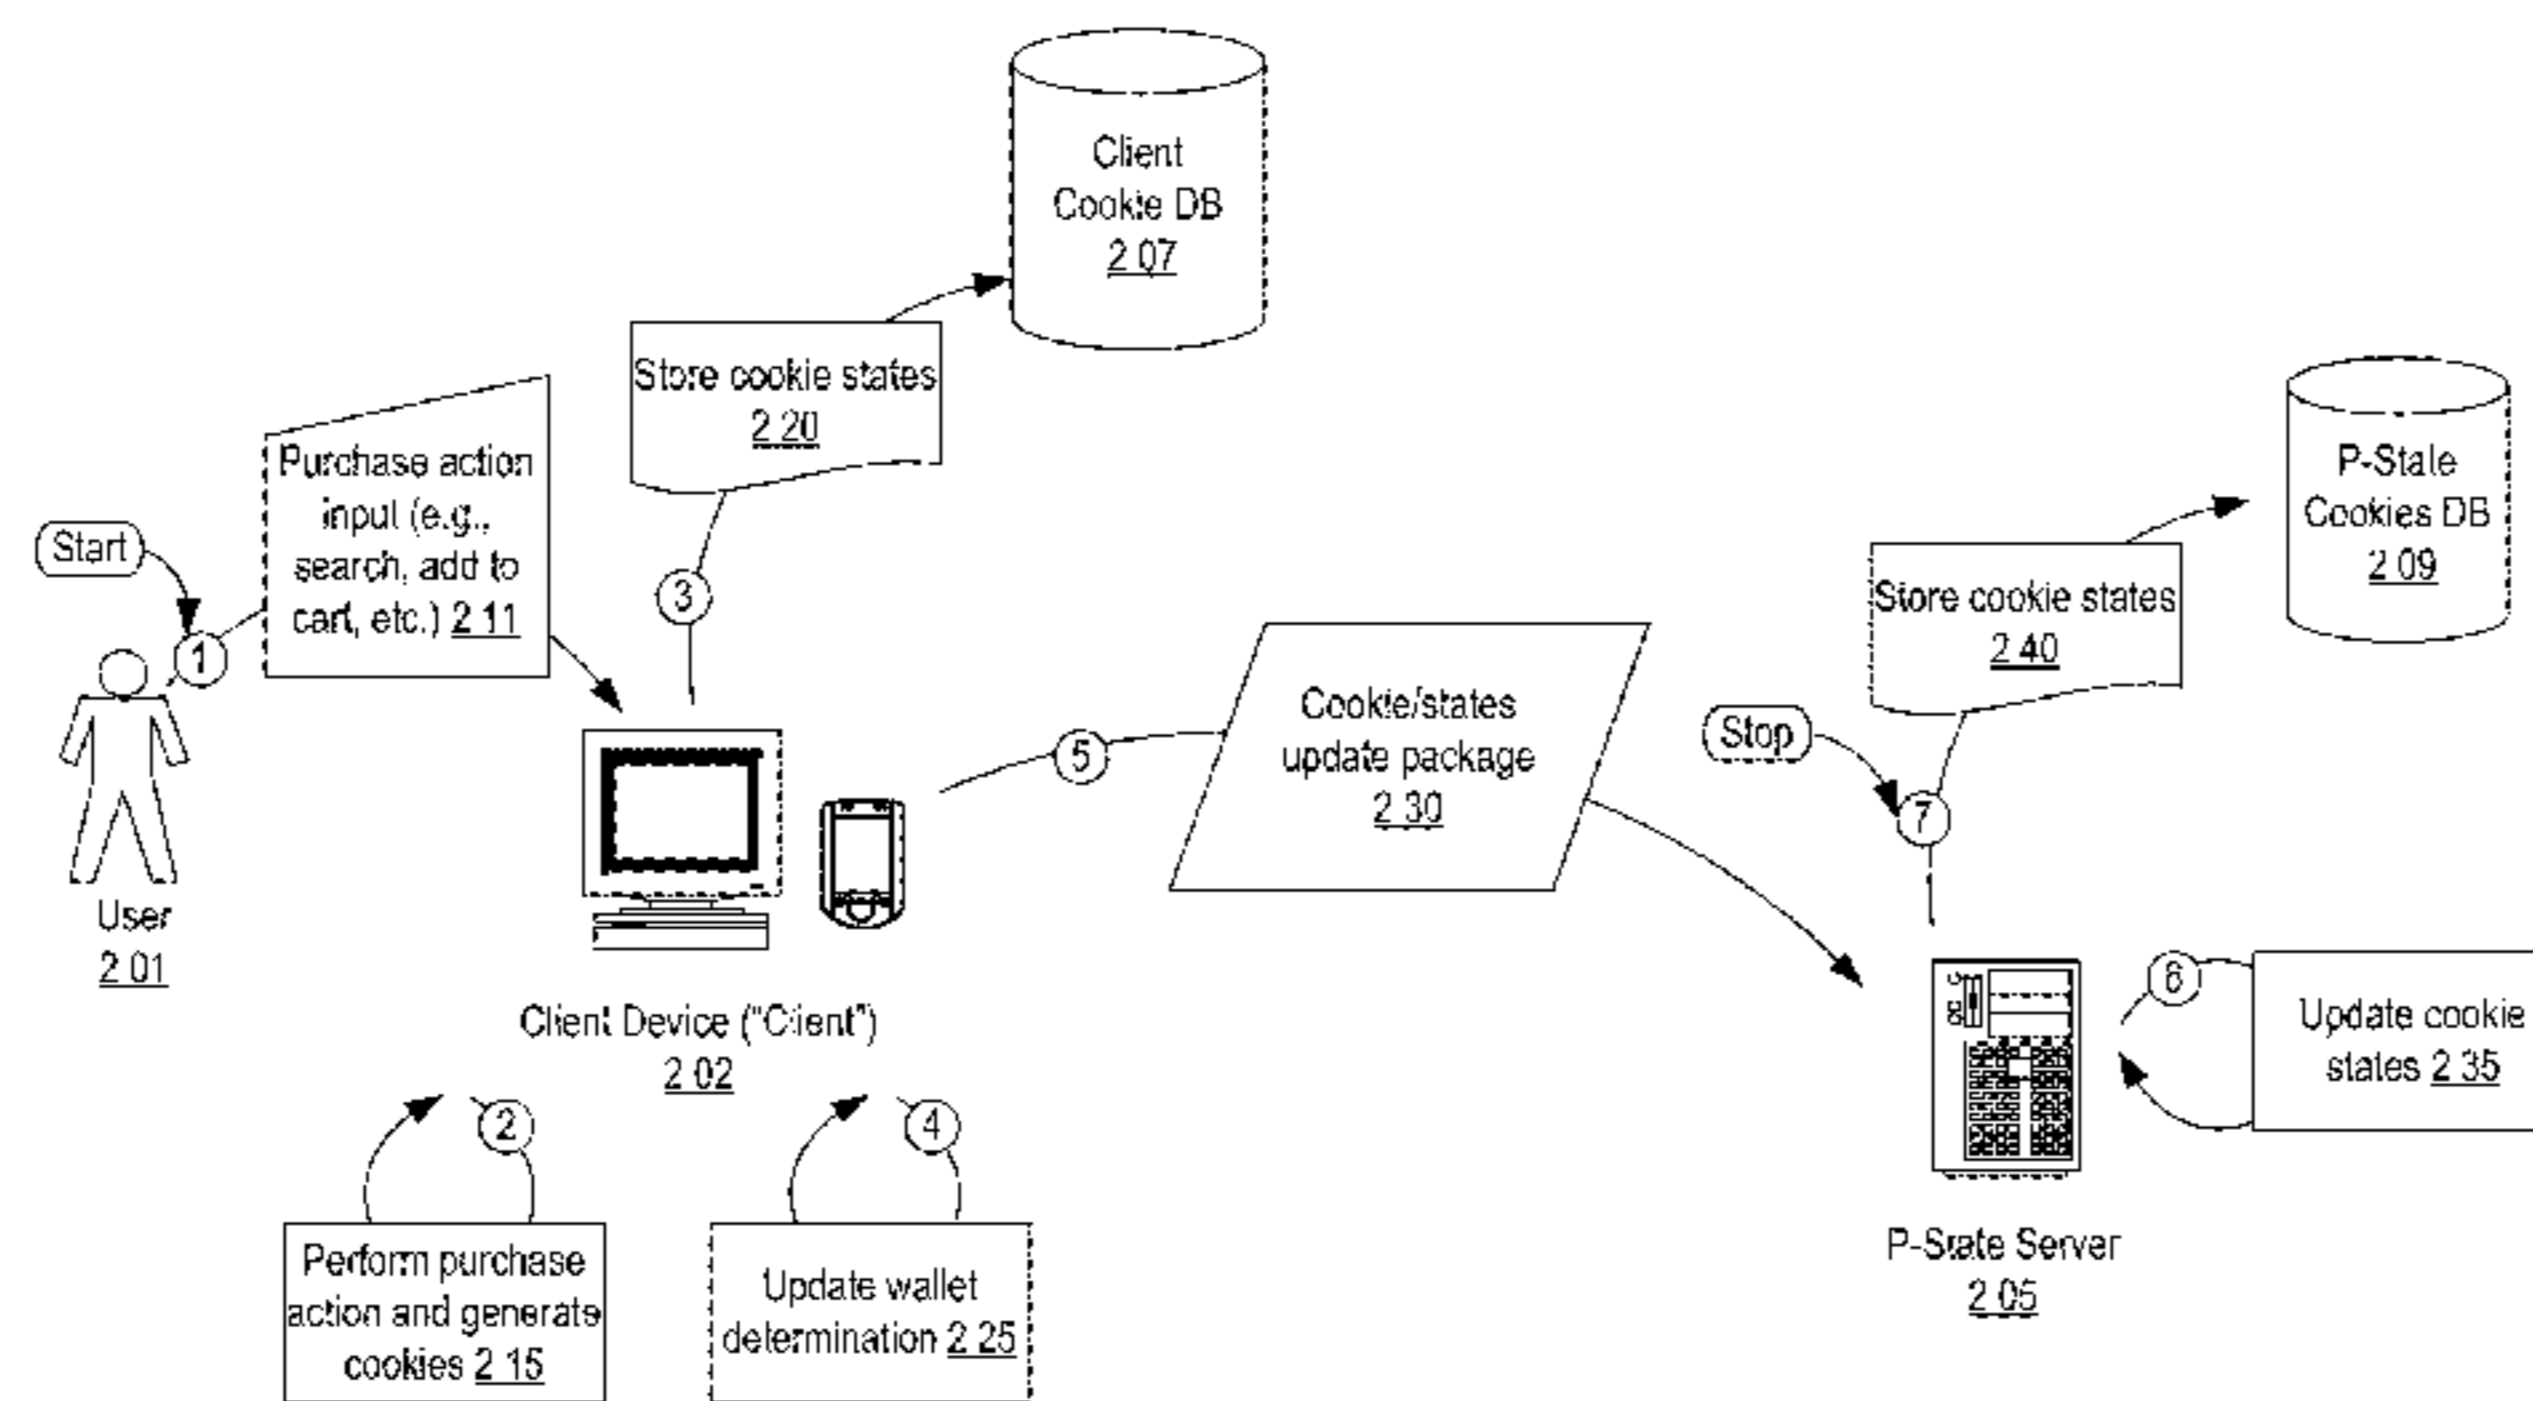 Client
Cookie DB
2 07
Store cookie states
2 20
Purchase action
input (e.g.,
search, add to
cart, etc.) 2 11
Start
1
3
User
2 01
Client Device ("Client")
2 02
2
Perform purchase
action and generate
cookies 2 15
4
Update wallet
determination 2 25
5
Cookie/states
update package
2 30
P-State
Cookies DB
2 09
Store cookie states
2 40
Stop
7
6
Update cookie
states 2 35
P-State Server
2 05